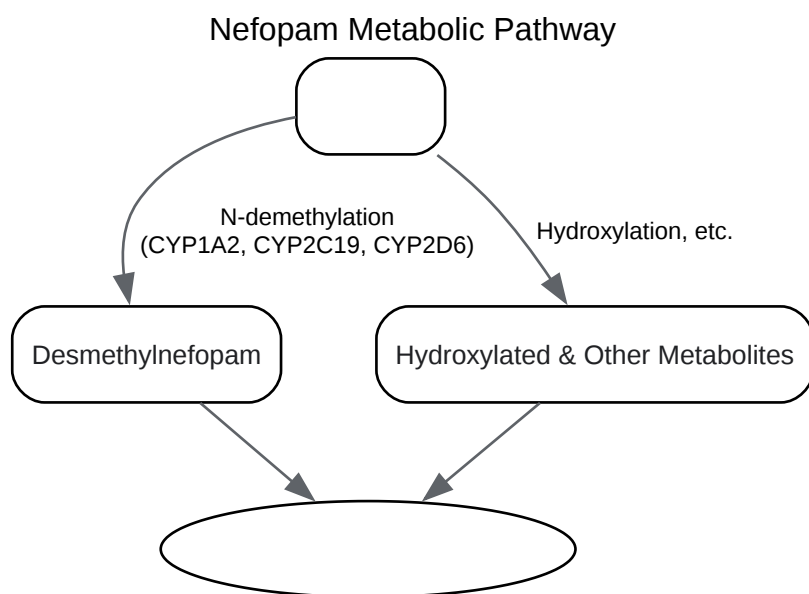 Nefopam Metabolic Pathway
N-demethylation
(CYP1A2, CYP2C19, CYP2D6)
Hydroxylation, etc.
Desmethylnefopam
Hydroxylated & Other Metabolites